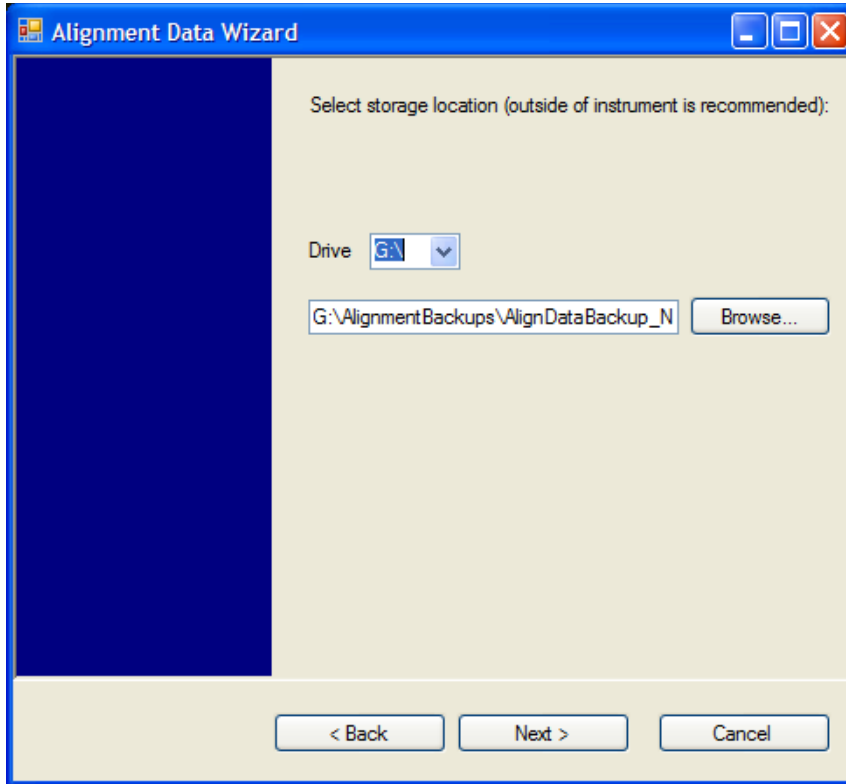 Alignment Data Wizard
Select storage location (outside of instrument is recommended):
Drive G:\
G:\AlignmentBackups\AlignDataBackup_N Browse...
< Back Next > Cancel